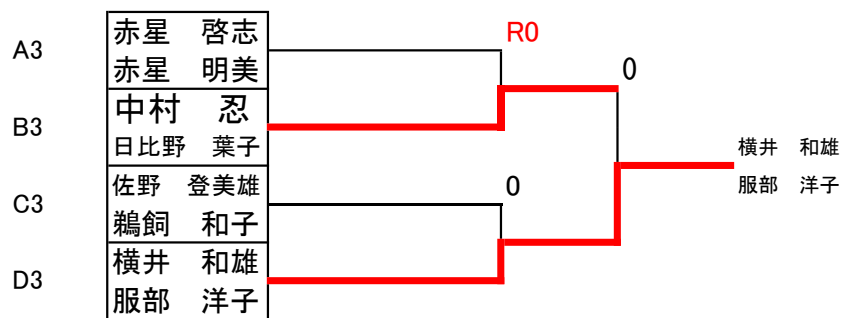 A3
赤星 啓志
赤星 明美
B3
中村 忍
日比野 葉子
C3
佐野 登美雄
鵜飼 和子
D3
横井 和雄
服部 洋子
R0
0
0
横井 和雄
服部 洋子